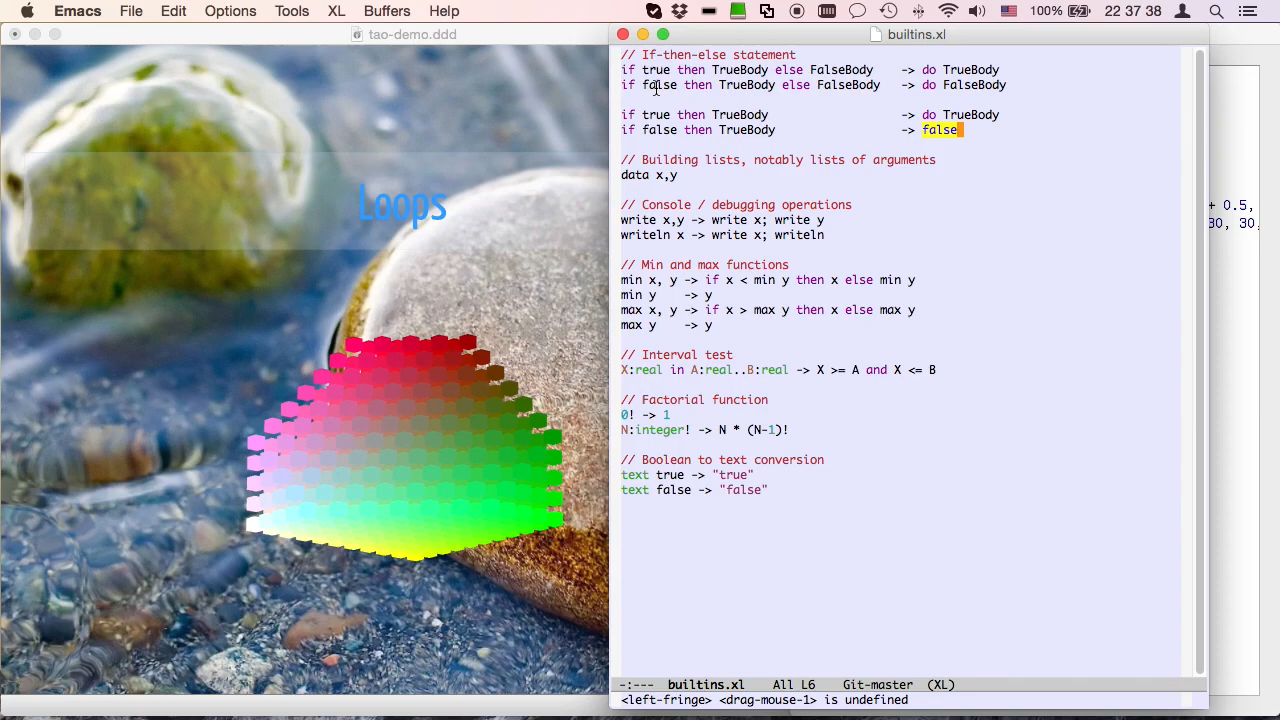 Emacs File Edit Options Tools XL Buffers Help 100% 22 37 38
tao-demo.ddd
builtins.xl
Loops
// If-then-else statement
if true then TrueBody else FalseBody -> do TrueBody
if false then TrueBody else FalseBody -> do FalseBody
if true then TrueBody -> do TrueBody
if false then TrueBody -> false
// Building lists, notably lists of arguments
data x,y
// Console / debugging operations
write x,y -> write x; write y
writeln x -> write x; writeln
// Min and max functions
min x, y -> if x < min y then x else min y
min y -> y
max x, y -> if x > max y then x else max y
max y -> y
// Interval test
X:real in A:real..B:real -> X >= A and X <= B
// Factorial function
0! -> 1
N:integer! -> N * (N-1)!
// Boolean to text conversion
text true -> "true"
text false -> "false"
+ 0.5,
30, 30,
-:--- builtins.xl All L6 Git-master (XL)
<left-fringe> <drag-mouse-1> is undefined